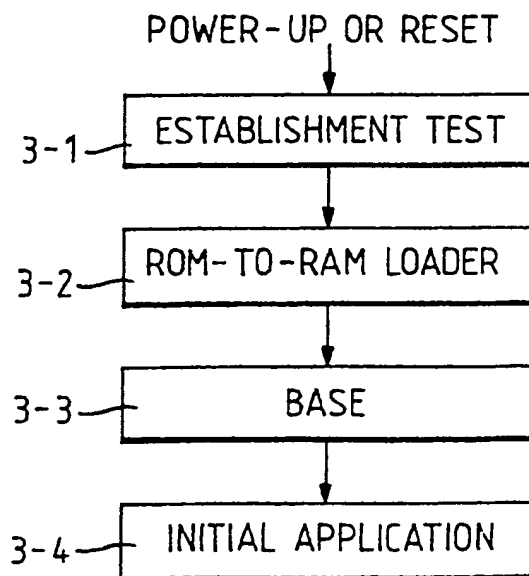 POWER-UP OR RESET
3-1 ESTABLISHMENT TEST
3-2 ROM-TO-RAM LOADER
3-3 BASE
3-4 INITIAL APPLICATION